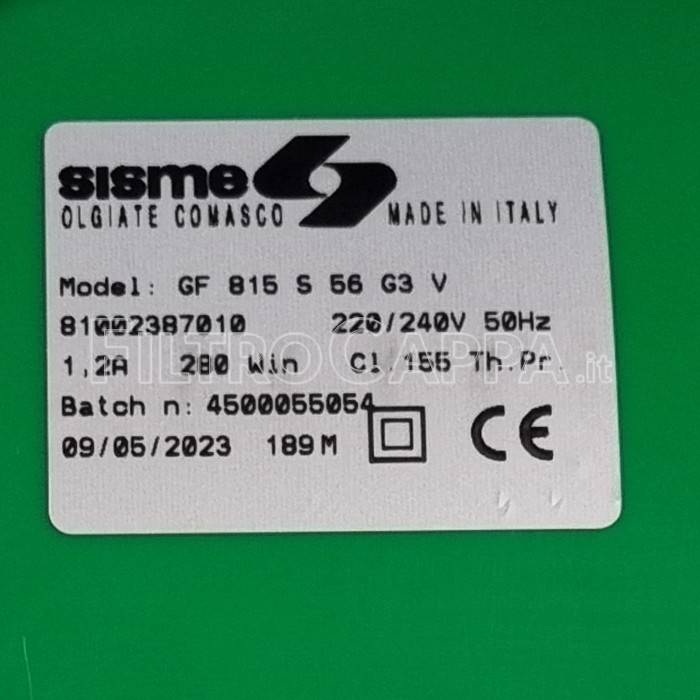 sisme
OLGIATE COMASCO MADE IN ITALY
Model: GF 815 S 56 G3 V
81002387010 220/240V 50Hz
1,2A 280 Win Cl.155 Th.Pr.
Batch n: 4500055054
09/05/2023 189M CE
FILTROCAPPA.it